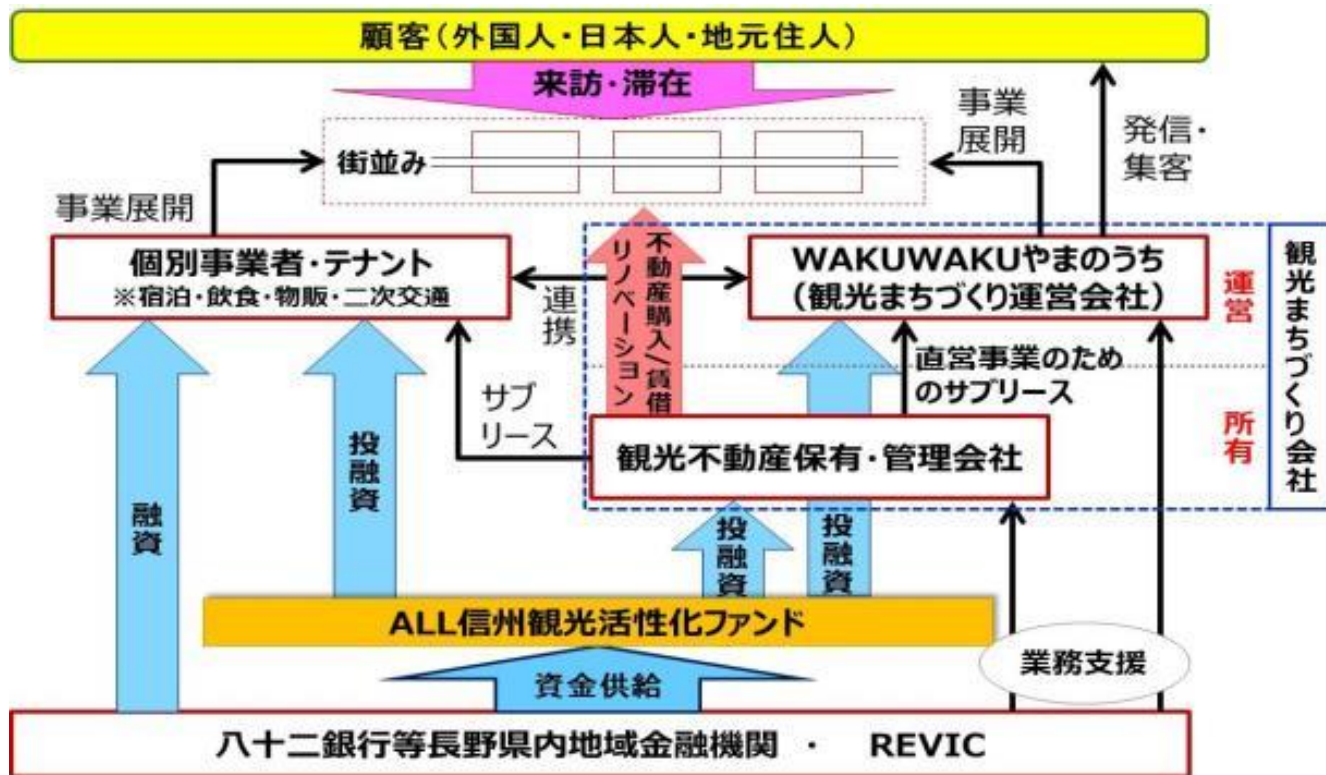 顧客(外国人・日本人・地元住人)
来訪・滞在
事業
展開
発信・
集客
街並み
事業展開
個別事業者・テナント
※宿泊・飲食・物販・二次交通
連携
不動産購入/賃借
リノベーション
WAKUWAKUやまのうち
(観光まちづくり運営会社)
運営
観光まちづくり会社
直営事業のため
のサブリース
所有
サブ
リース
観光不動産保有・管理会社
融資
投融資
投融資
投融資
ALL信州観光活性化ファンド
業務支援
資金供給
八十二銀行等長野県内地域金融機関 ・ REVIC